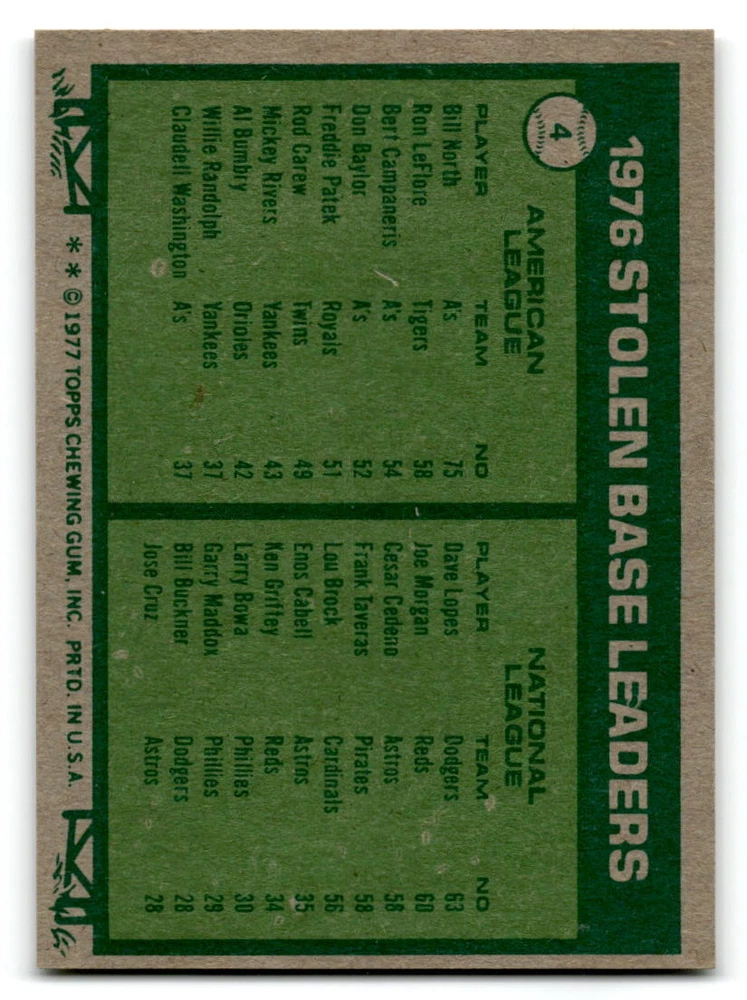 1976 STOLEN BASE LEADERS
4
AMERICAN
LEAGUE
PLAYER TEAM NO
Bill North A's 75
Ron LeFlore Tigers 58
Bert Campaneris A's 54
Don Baylor A's 52
Freddie Patek Royals 51
Rod Carew Twins 49
Mickey Rivers Yankees 43
Al Bumbry Orioles 42
Willie Randolph Yankees 37
Claudell Washington A's 37
NATIONAL
LEAGUE
PLAYER TEAM NO
Dave Lopes Dodgers 63
Joe Morgan Reds 60
Cesar Cedeno Astros 58
Frank Taveras Pirates 58
Lou Brock Cardinals 56
Enos Cabell Astros 35
Ken Griffey Reds 34
Larry Bowa Phillies 30
Garry Maddox Phillies 29
Bill Buckner Dodgers 28
Jose Cruz Astros 28
* * © 1977 TOPPS CHEWING GUM, INC. PRTD. IN U.S.A.